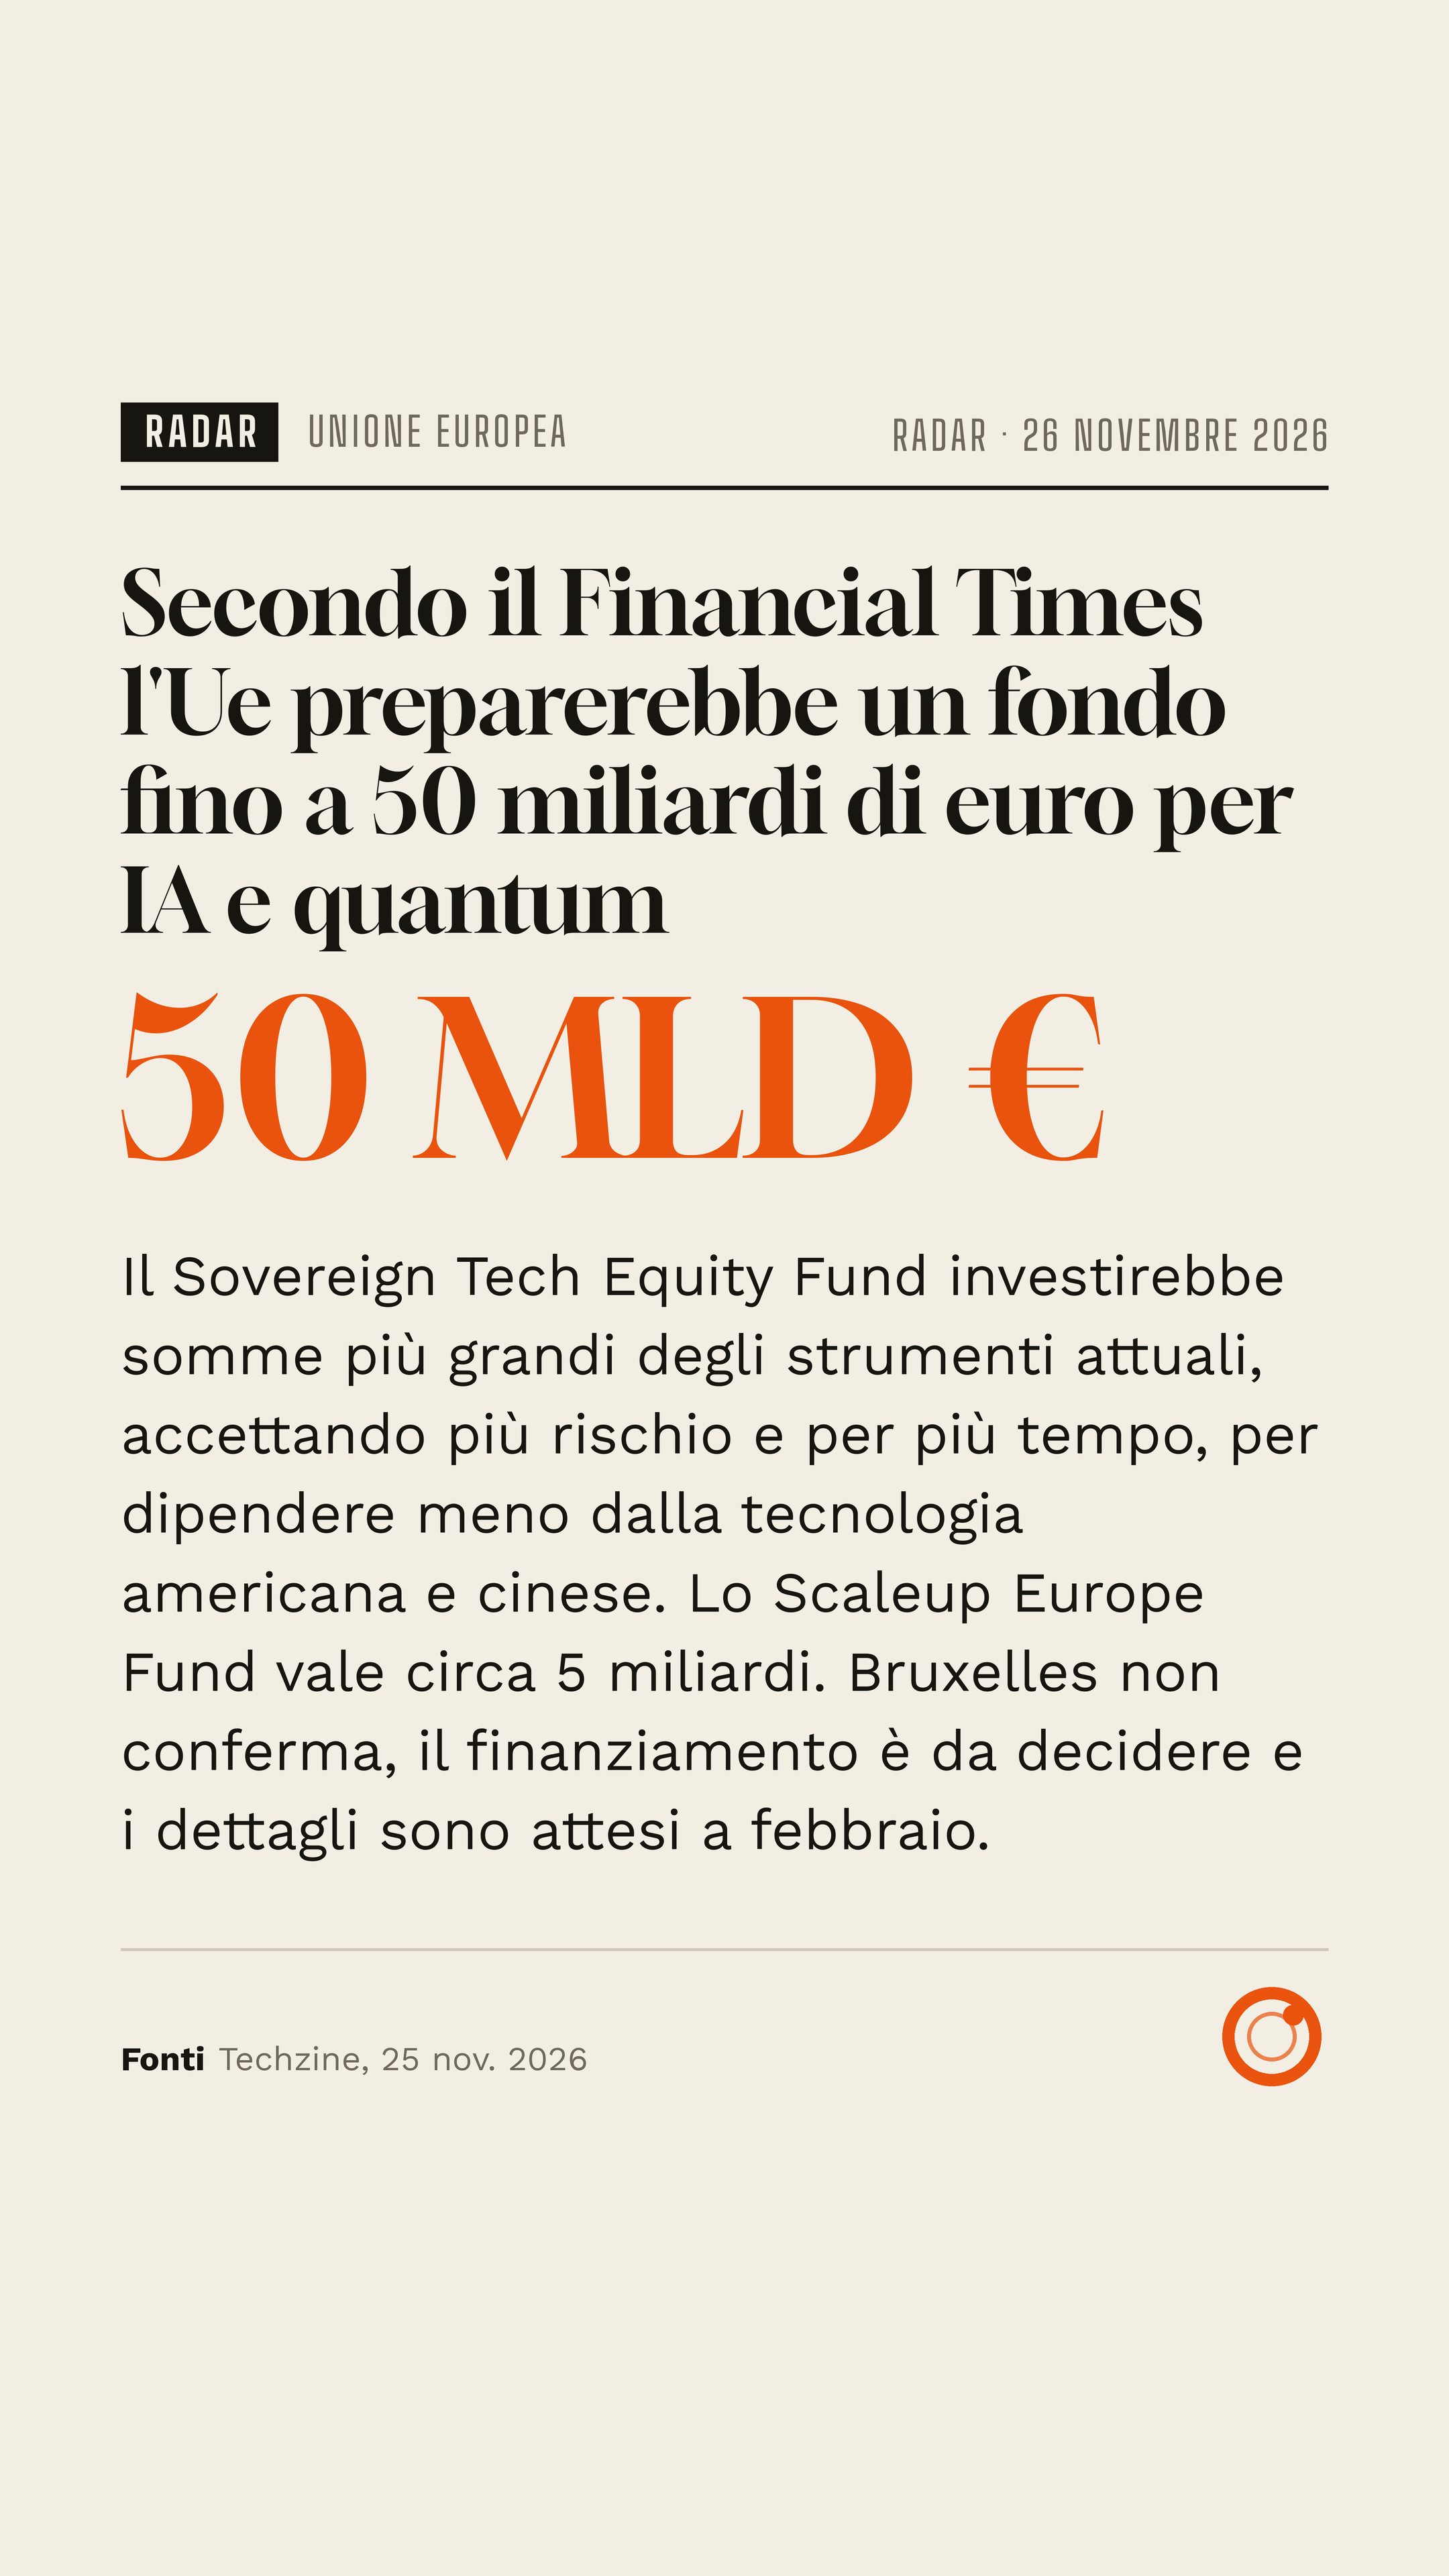 RADAR UNIONE EUROPEA RADAR · 26 NOVEMBRE 2026
Secondo il Financial Times
l'Ue preparerebbe un fondo
fino a 50 miliardi di euro per
IA e quantum
50 MLD €
Il Sovereign Tech Equity Fund investirebbe
somme più grandi degli strumenti attuali,
accettando più rischio e per più tempo, per
dipendere meno dalla tecnologia
americana e cinese. Lo Scaleup Europe
Fund vale circa 5 miliardi. Bruxelles non
conferma, il finanziamento è da decidere e
i dettagli sono attesi a febbraio.
Fonti Techzine, 25 nov. 2026